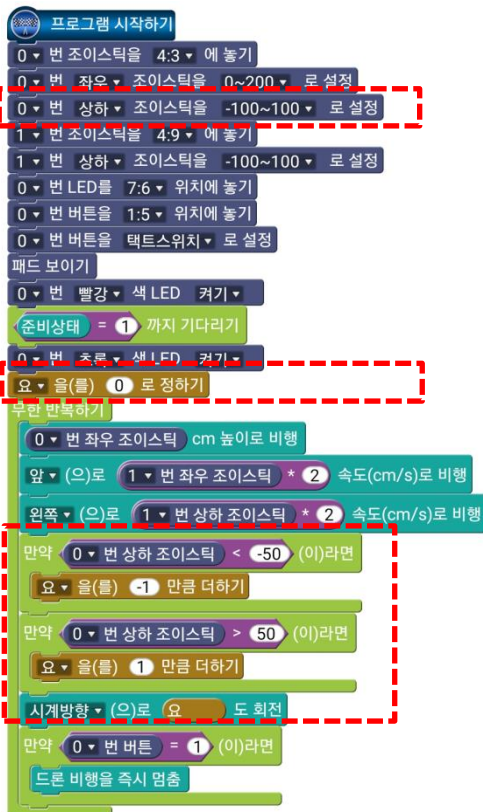 프로그램 시작하기
0 번 조이스틱을 4:3 에 놓기
0 번 좌우 조이스틱을 0~200 로 설정
0 번 상하 조이스틱을 -100~100 로 설정
1 번 조이스틱을 4:9 에 놓기
1 번 상하 조이스틱을 -100~100 로 설정
0 번 LED를 7:6 위치에 놓기
0 번 버튼을 1:5 위치에 놓기
0 번 버튼을 택트스위치 로 설정
패드 보이기
0 번 빨강 색 LED 켜기
준비상태 = 1 까지 기다리기
0 번 초록 색 LED 켜기
요 을(를) 0 로 정하기
무한 반복하기
0 번 좌우 조이스틱 cm 높이로 비행
앞 (으)로 1 번 좌우 조이스틱 * 2 속도(cm/s)로 비행
왼쪽 (으)로 1 번 상하 조이스틱 * 2 속도(cm/s)로 비행
만약 0 번 상하 조이스틱 < -50 (이)라면
요 을(를) -1 만큼 더하기
만약 0 번 상하 조이스틱 > 50 (이)라면
요 을(를) 1 만큼 더하기
시계방향 (으)로 요 도 회전
만약 0 번 버튼 = 1 (이)라면
드론 비행을 즉시 멈춤